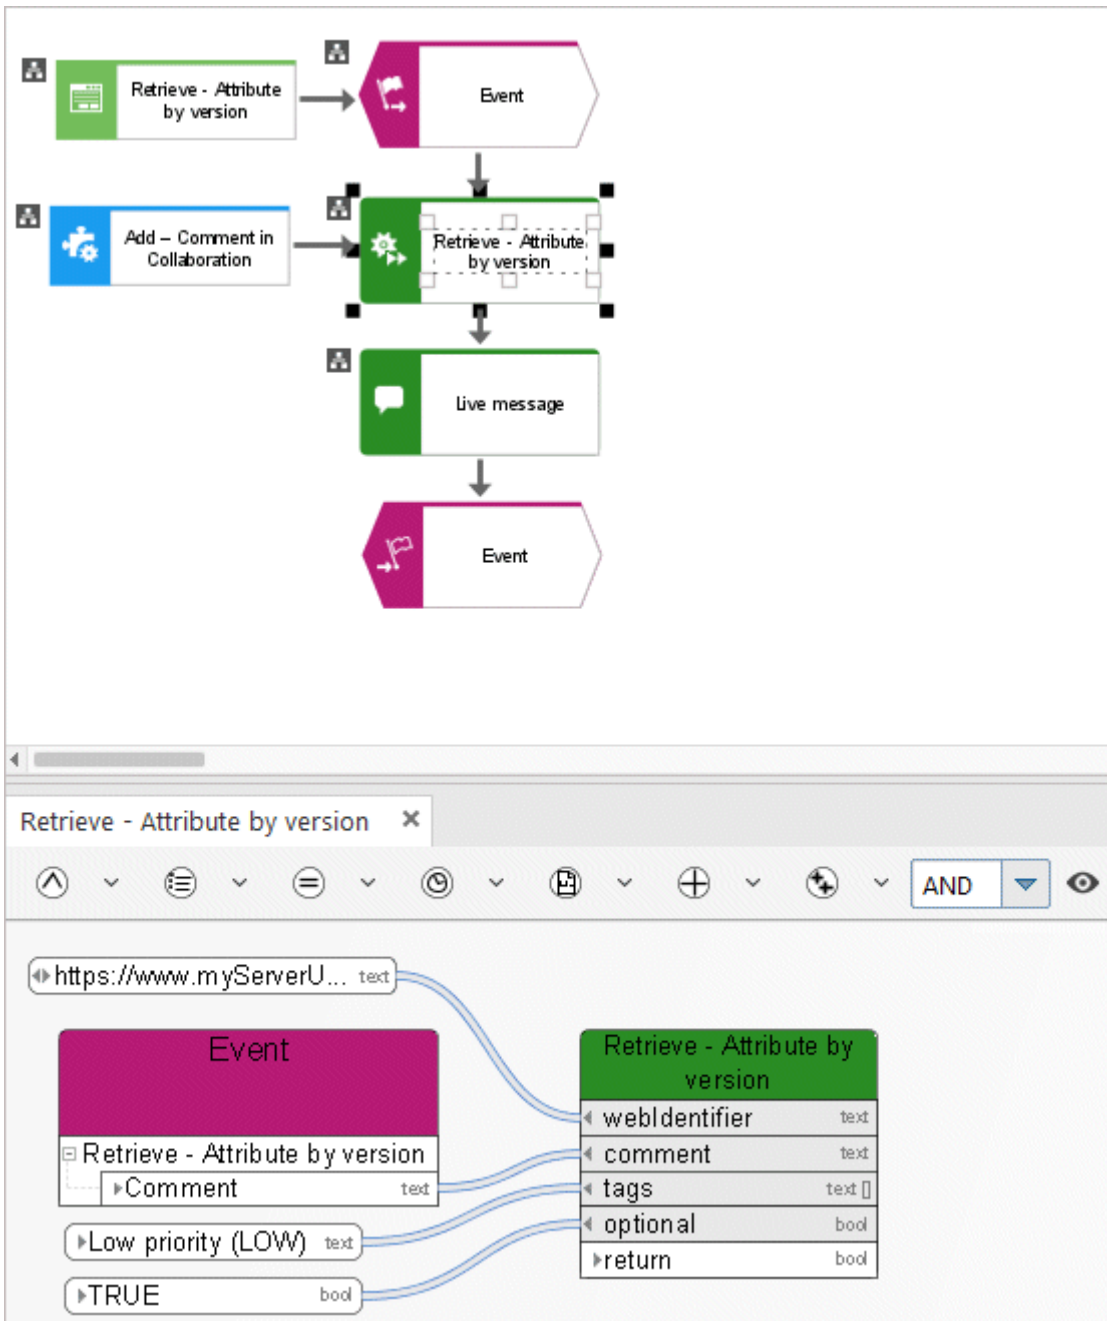 Retrieve - Attribute
by version
Event
Add – Comment in
Collaboration
Retrieve - Attribute
by version
Live message
Event
Retrieve - Attribute by version
AND
https://www.myServerU... text
Event
Retrieve - Attribute by version
Comment text
Low priority (LOW) text
TRUE bool
Retrieve - Attribute by
version
webIdentifier text
comment text
tags text []
optional bool
return bool